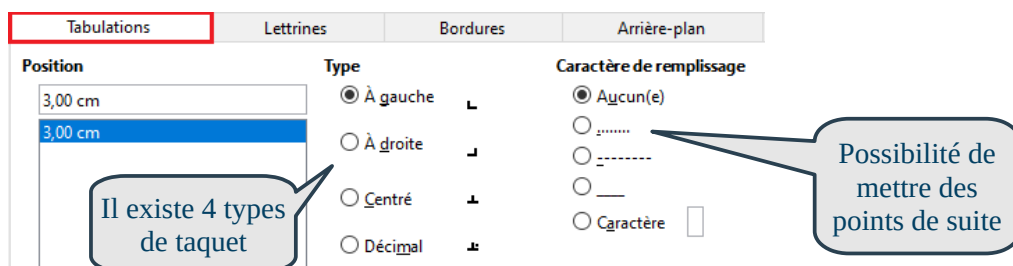 Tabulations Lettrines Bordures Arrière-plan
Position Type Caractère de remplissage
3,00 cm À gauche Aucun(e)
3,00 cm À droite ........
--------
Centré ___
Décimal Caractère
Il existe 4 types
de taquet
Possibilité de
mettre des
points de suite